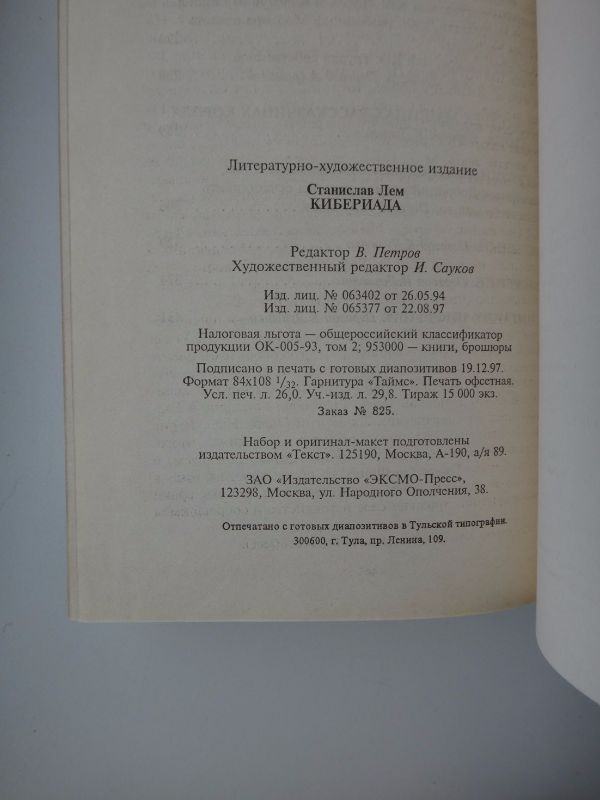 Литературно-художественное издание
Станислав Лем
КИБЕРИАДА
Редактор В. Петров
Художественный редактор И. Сауков
Изд. лиц. № 063402 от 26.05.94
Изд. лиц. № 065377 от 22.08.97
Налоговая льгота — общероссийский классификатор
продукции ОК-005-93, том 2; 953000 — книги, брошюры
Подписано в печать с готовых диапозитивов 19.12.97.
Формат 84x108 1/32. Гарнитура «Таймс». Печать офсетная.
Усл. печ. л. 26,0. Уч.-изд. л. 29,8. Тираж 15 000 экз.
Заказ № 825.
Набор и оригинал-макет подготовлены
издательством «Текст». 125190, Москва, А-190, а/я 89.
ЗАО «Издательство «ЭКСМО-Пресс»,
123298, Москва, ул. Народного Ополчения, 38.
Отпечатано с готовых диапозитивов в Тульской типографии.
300600, г. Тула, пр. Ленина, 109.